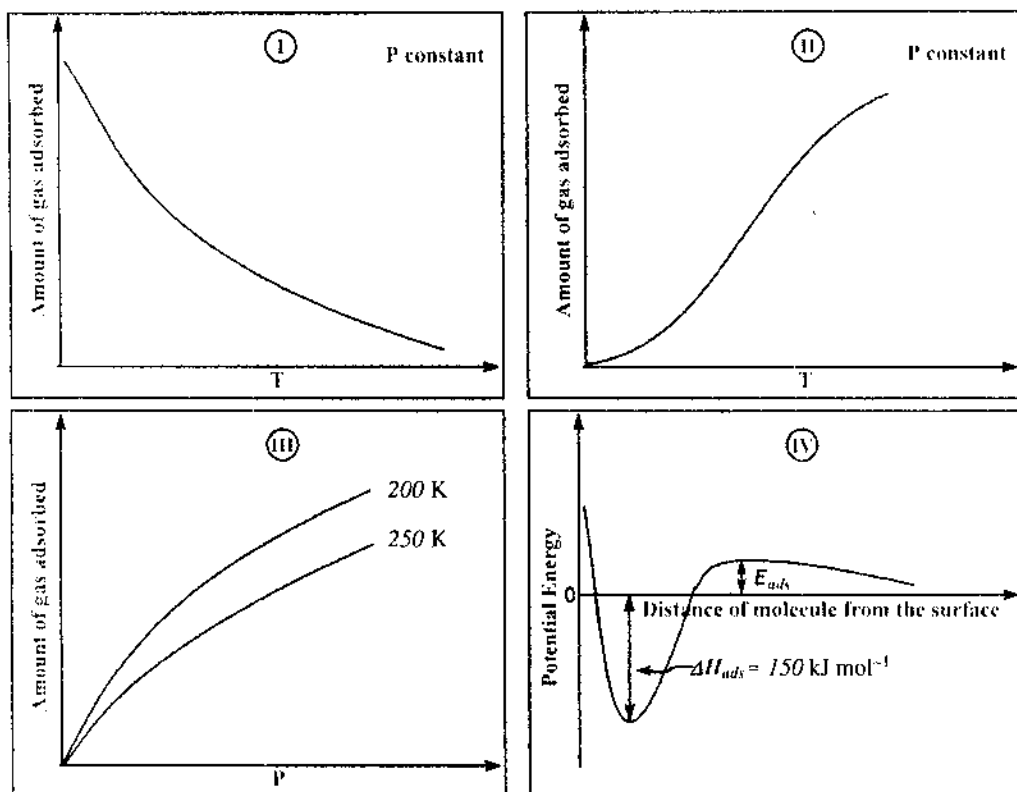 I
P constant
Amount of gas adsorbed
T
II
P constant
Amount of gas adsorbed
T
III
200 K
250 K
Amount of gas adsorbed
P
IV
Potential Energy
0
E_ads
Distance of molecule from the surface
ΔH_ads = 150 kJ mol⁻¹